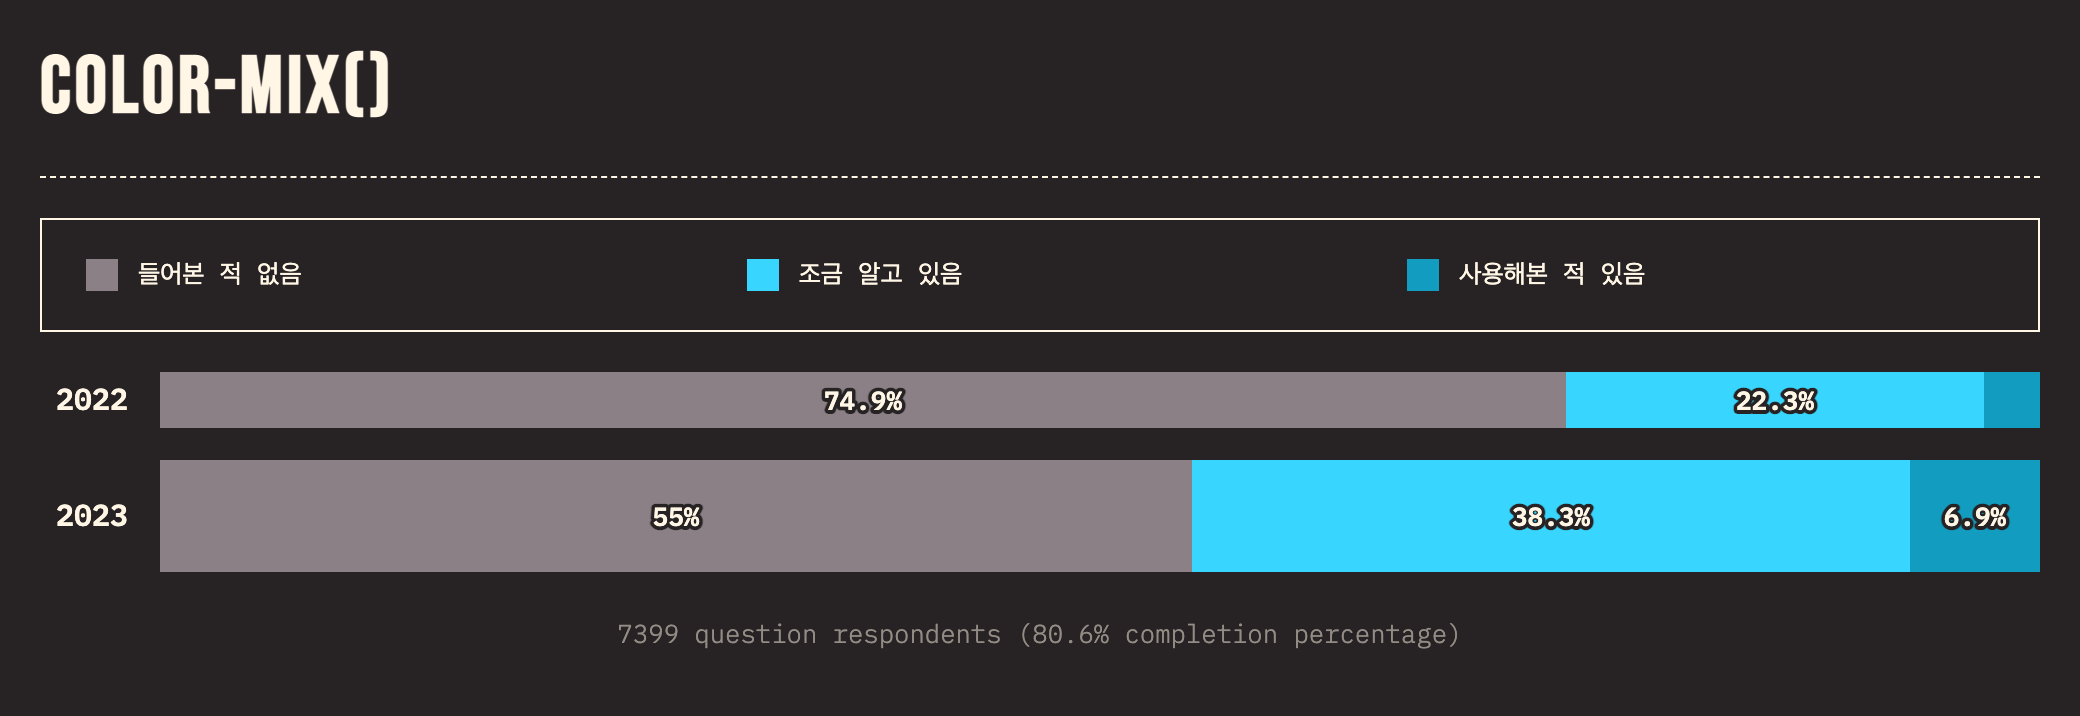 COLOR-MIX()
들어본 적 없음
조금 알고 있음
사용해본 적 있음
2022 74.9% 22.3%
2023 55% 38.3% 6.9%
7399 question respondents (80.6% completion percentage)